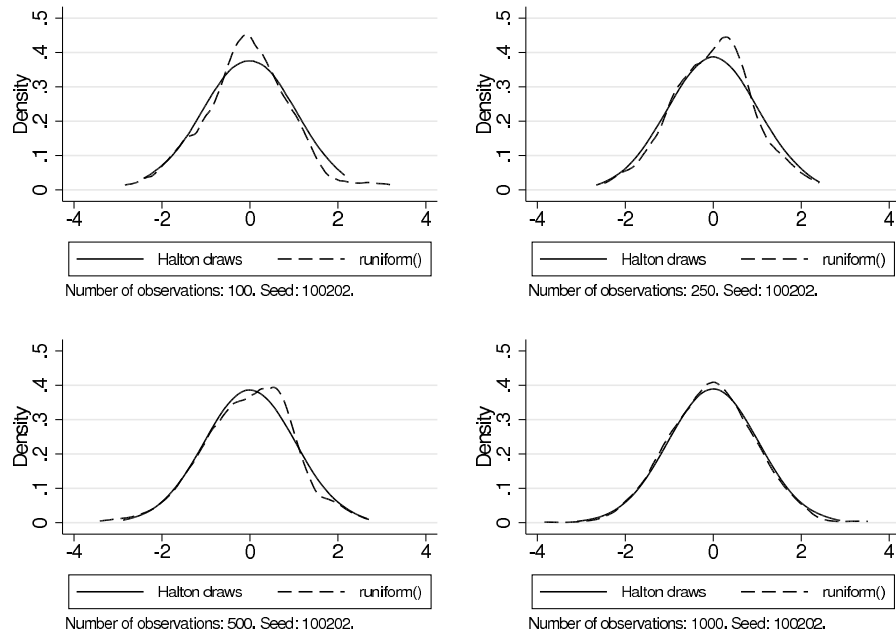 Density
.5
.4
.3
.2
.1
0
-4 -2 0 2 4
Halton draws runiform()
Number of observations: 100. Seed: 100202.
Density
.5
.4
.3
.2
.1
0
-4 -2 0 2 4
Halton draws runiform()
Number of observations: 250. Seed: 100202.
Density
.5
.4
.3
.2
.1
0
-4 -2 0 2 4
Halton draws runiform()
Number of observations: 500. Seed: 100202.
Density
.5
.4
.3
.2
.1
0
-4 -2 0 2 4
Halton draws runiform()
Number of observations: 1000. Seed: 100202.